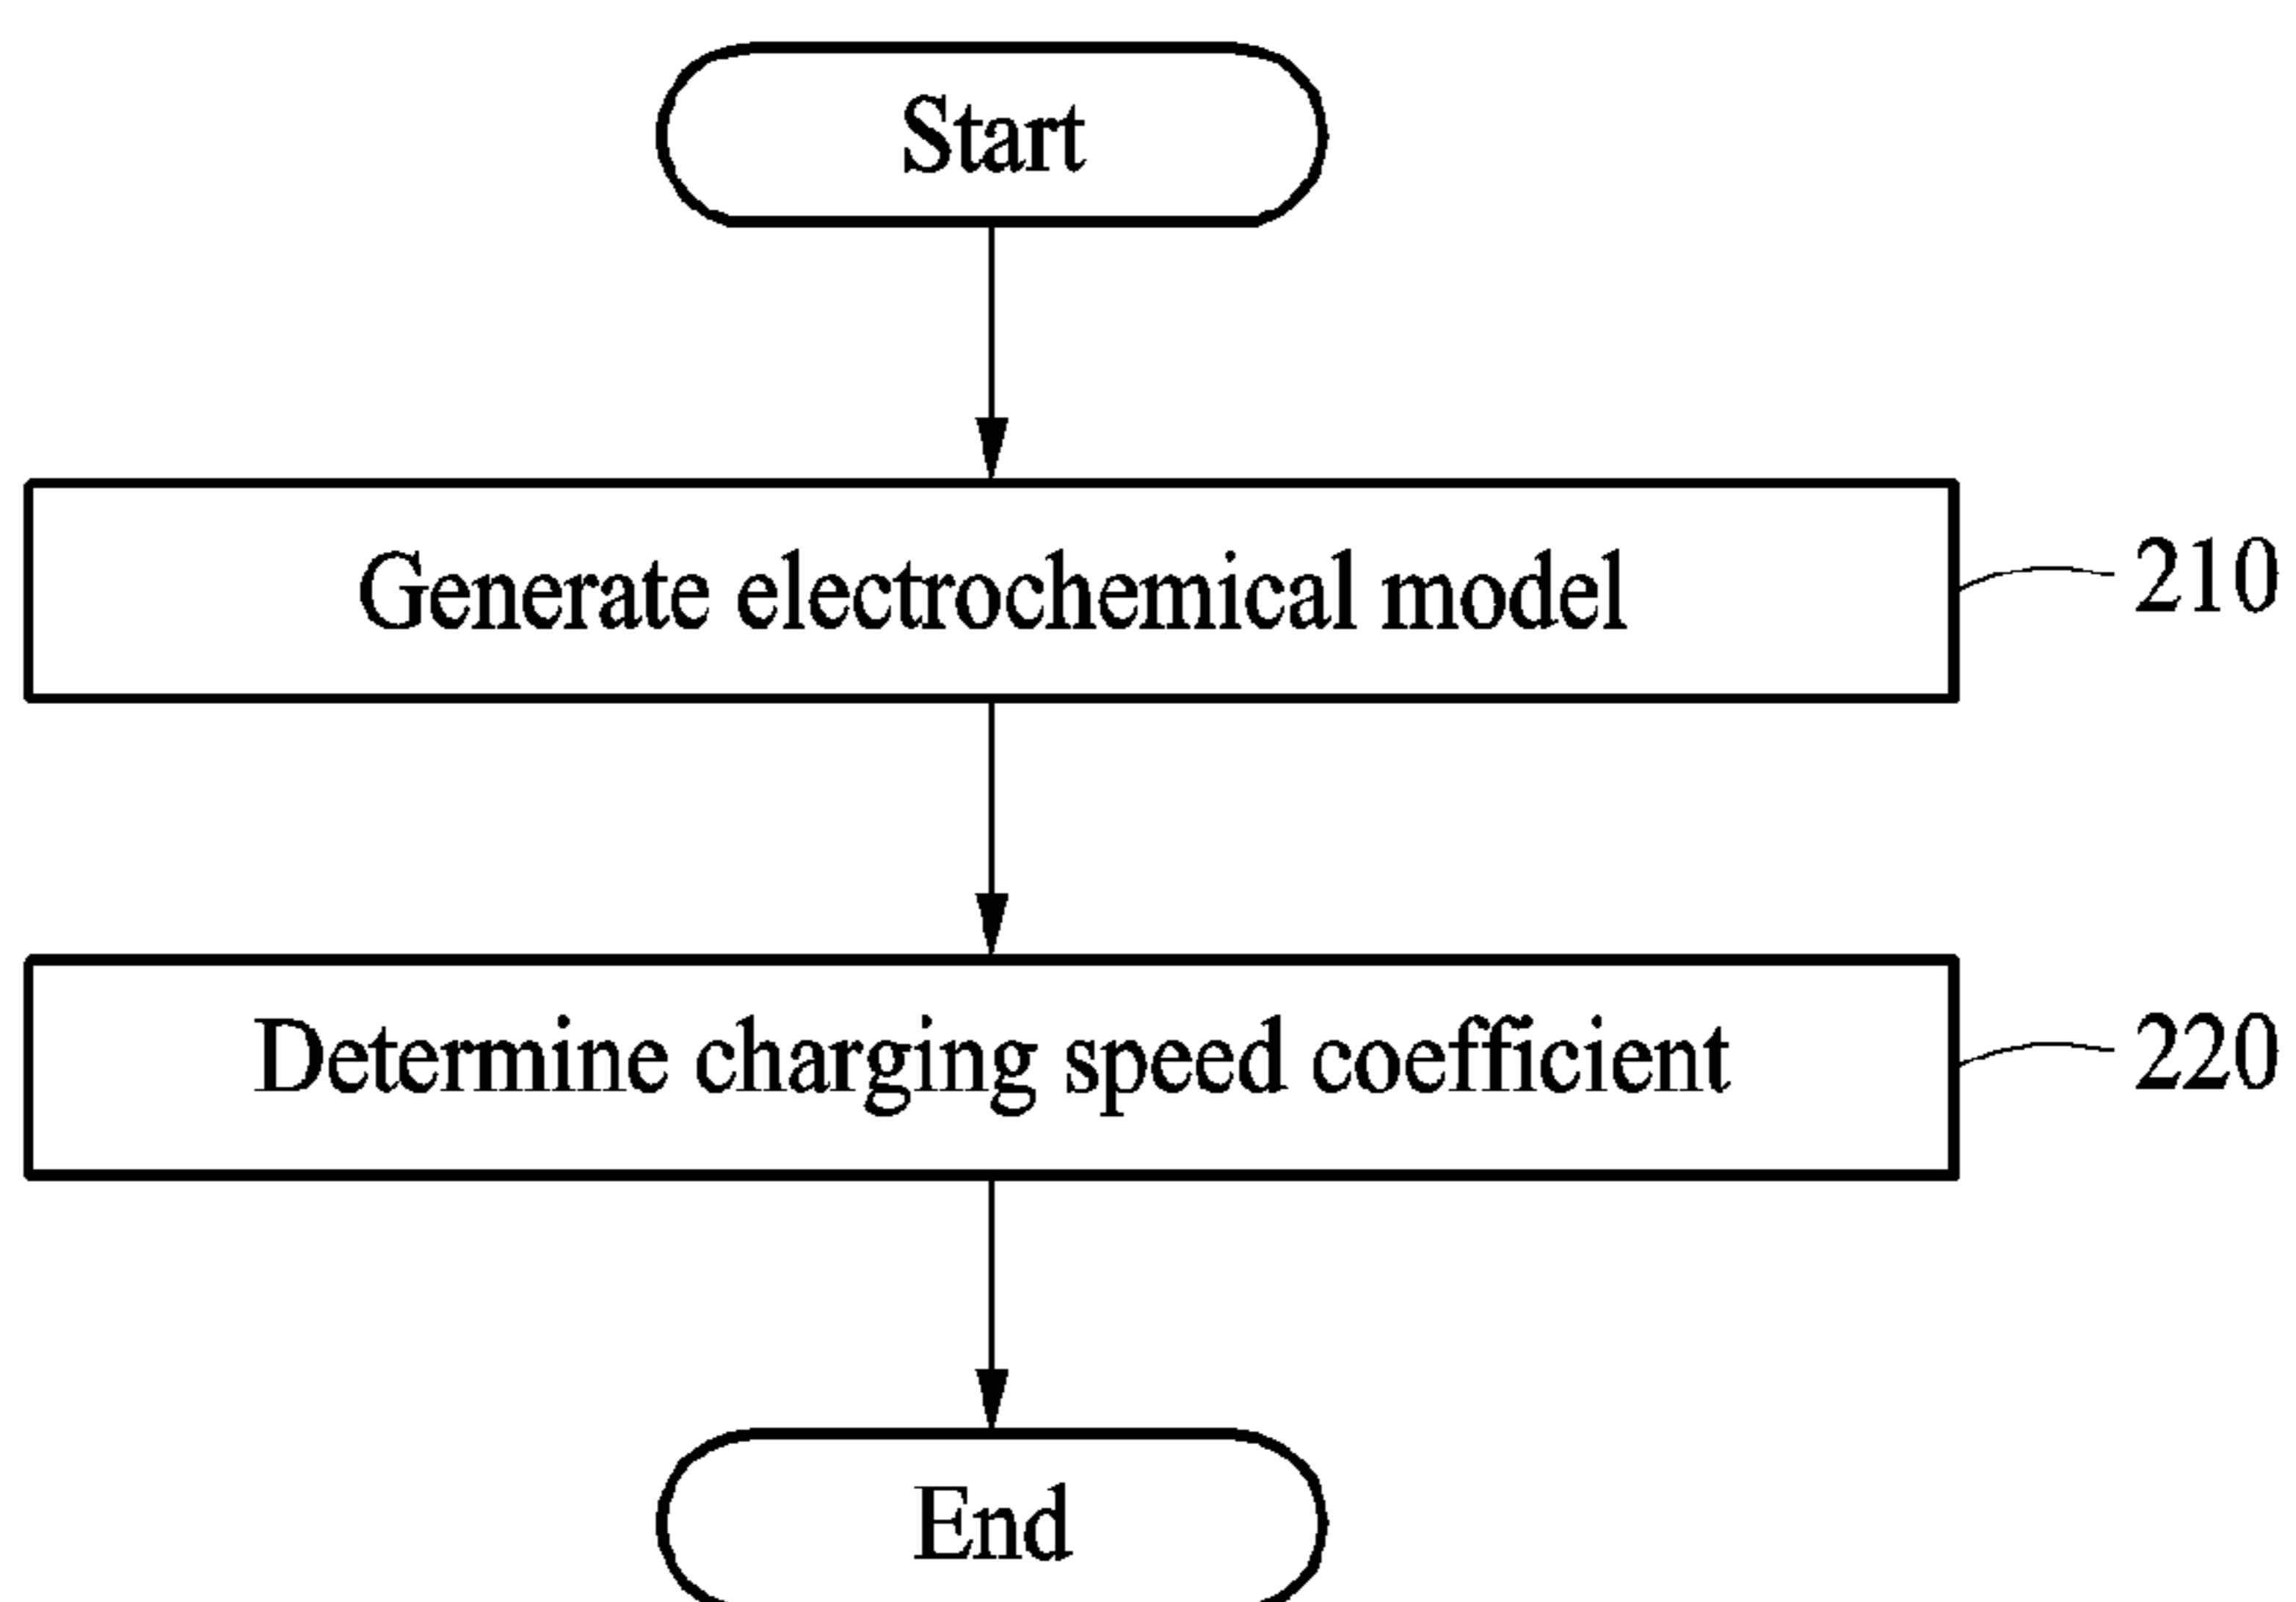 Start
Generate electrochemical model
210
Determine charging speed coefficient
220
End